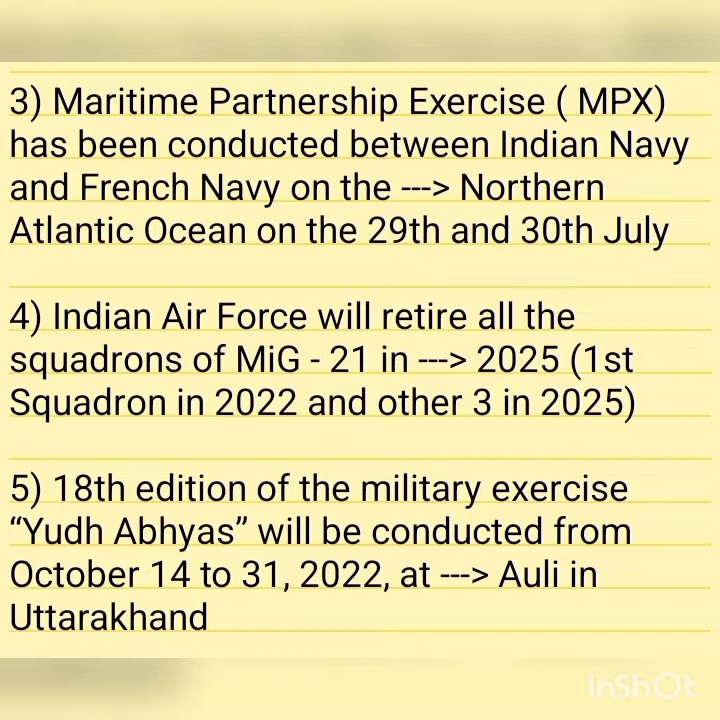 3) Maritime Partnership Exercise ( MPX)
has been conducted between Indian Navy
and French Navy on the ---> Northern
Atlantic Ocean on the 29th and 30th July
4) Indian Air Force will retire all the
squadrons of MiG - 21 in ---> 2025 (1st
Squadron in 2022 and other 3 in 2025)
5) 18th edition of the military exercise
“Yudh Abhyas” will be conducted from
October 14 to 31, 2022, at ---> Auli in
Uttarakhand
InShOt